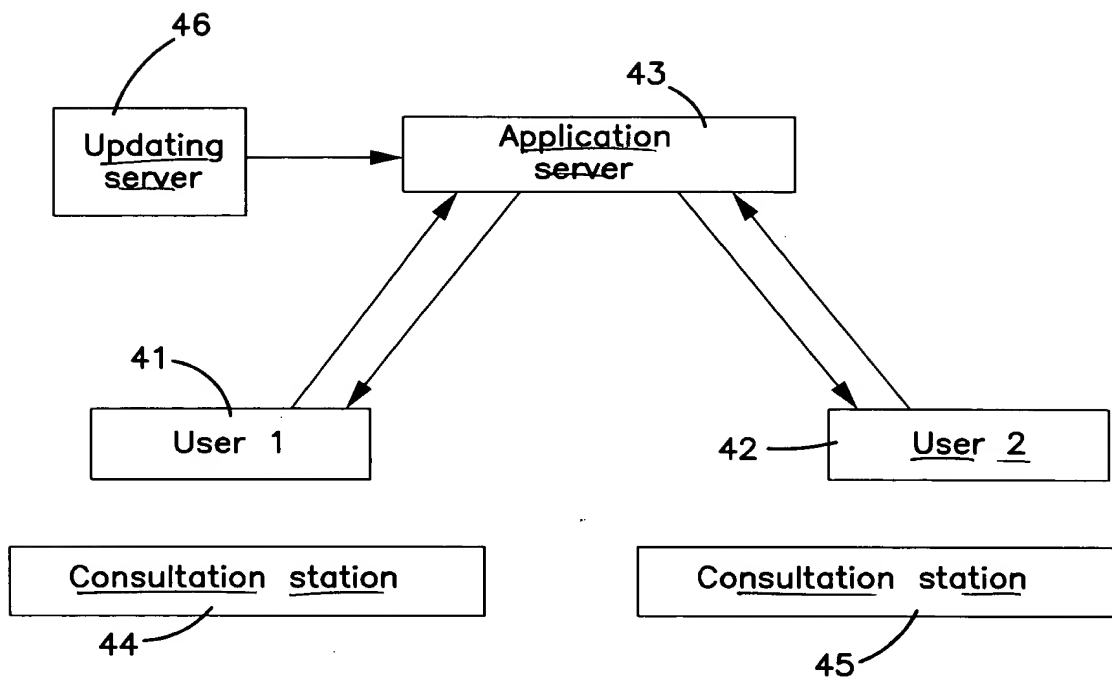 46
43
Updating
server
Application
server
41
User 1
42
User 2
Consultation station
Consultation station
44
45